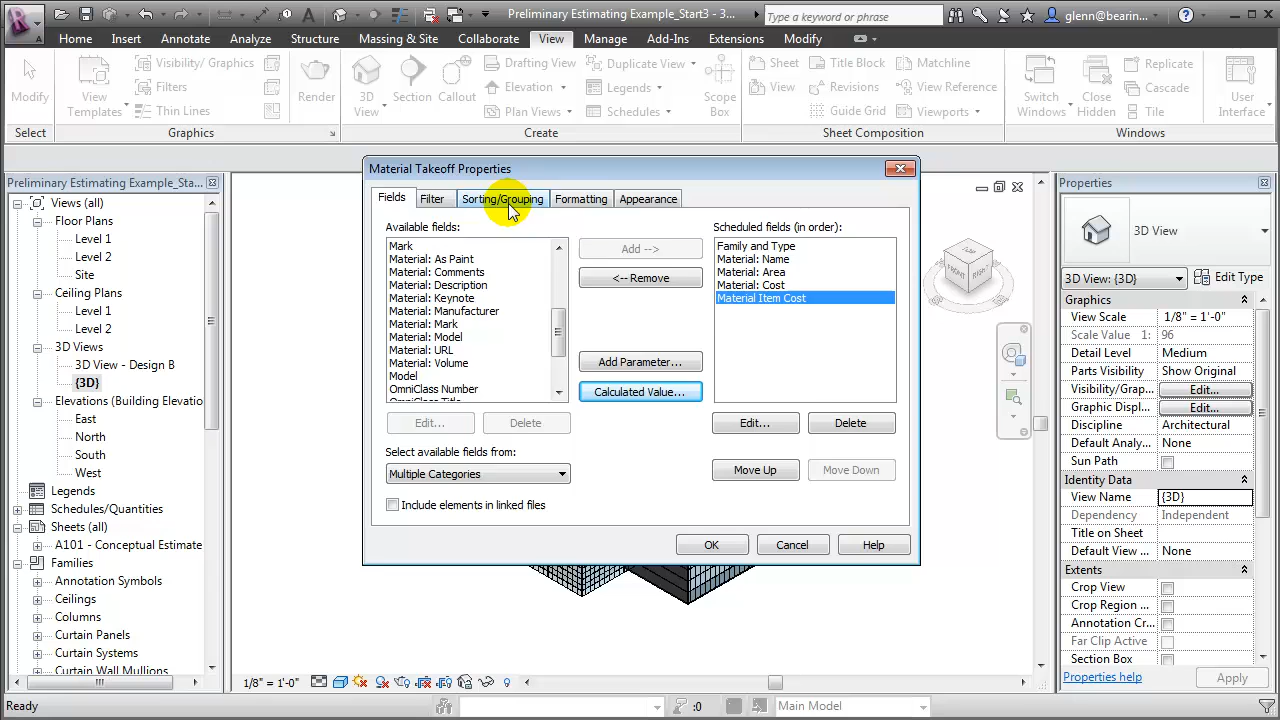 Preliminary Estimating Example_Start3 - 3...
Type a keyword or phrase
glenn@bearin...
Home Insert Annotate Analyze Structure Massing & Site Collaborate View Manage Add-Ins Extensions Modify
Modify
View Templates
Visibility/ Graphics
Filters
Thin Lines
Render
3D View
Section
Callout
Drafting View
Elevation
Plan Views
Duplicate View
Legends
Schedules
Scope Box
Sheet
View
Title Block
Revisions
Guide Grid
Matchline
View Reference
Viewports
Switch Windows
Close Hidden
Replicate
Cascade
Tile
User Interface
Select Graphics Create Sheet Composition Windows
Preliminary Estimating Example_Sta...
Views (all)
Floor Plans
Level 1
Level 2
Site
Ceiling Plans
Level 1
Level 2
3D Views
3D View - Design B
{3D}
Elevations (Building Elevatio
East
North
South
West
Legends
Schedules/Quantities
Sheets (all)
A101 - Conceptual Estimate
Families
Annotation Symbols
Ceilings
Columns
Curtain Panels
Curtain Systems
Curtain Wall Mullions
Material Takeoff Properties
Fields Filter Sorting/Grouping Formatting Appearance
Available fields:
Mark
Material: As Paint
Material: Comments
Material: Description
Material: Keynote
Material: Manufacturer
Material: Mark
Material: Model
Material: URL
Material: Volume
Model
OmniClass Number
OmniClass Title
Add -->
<-- Remove
Add Parameter...
Calculated Value...
Scheduled fields (in order):
Family and Type
Material: Name
Material: Area
Material: Cost
Material Item Cost
Edit... Delete
Edit... Delete
Select available fields from:
Multiple Categories
Move Up Move Down
Include elements in linked files
OK Cancel Help
FRONT RIGHT
Properties
3D View
3D View: {3D} Edit Type
Graphics
View Scale 1/8" = 1'-0"
Scale Value 1: 96
Detail Level Medium
Parts Visibility Show Original
Visibility/Grap... Edit...
Graphic Displ... Edit...
Discipline Architectural
Default Analy... None
Sun Path
Identity Data
View Name {3D}
Dependency Independent
Title on Sheet
Default View ... None
Extents
Crop View
Crop Region ...
Annotation Cr...
Far Clip Active
Section Box
Properties help Apply
1/8" = 1'-0"
Ready
:0
Main Model